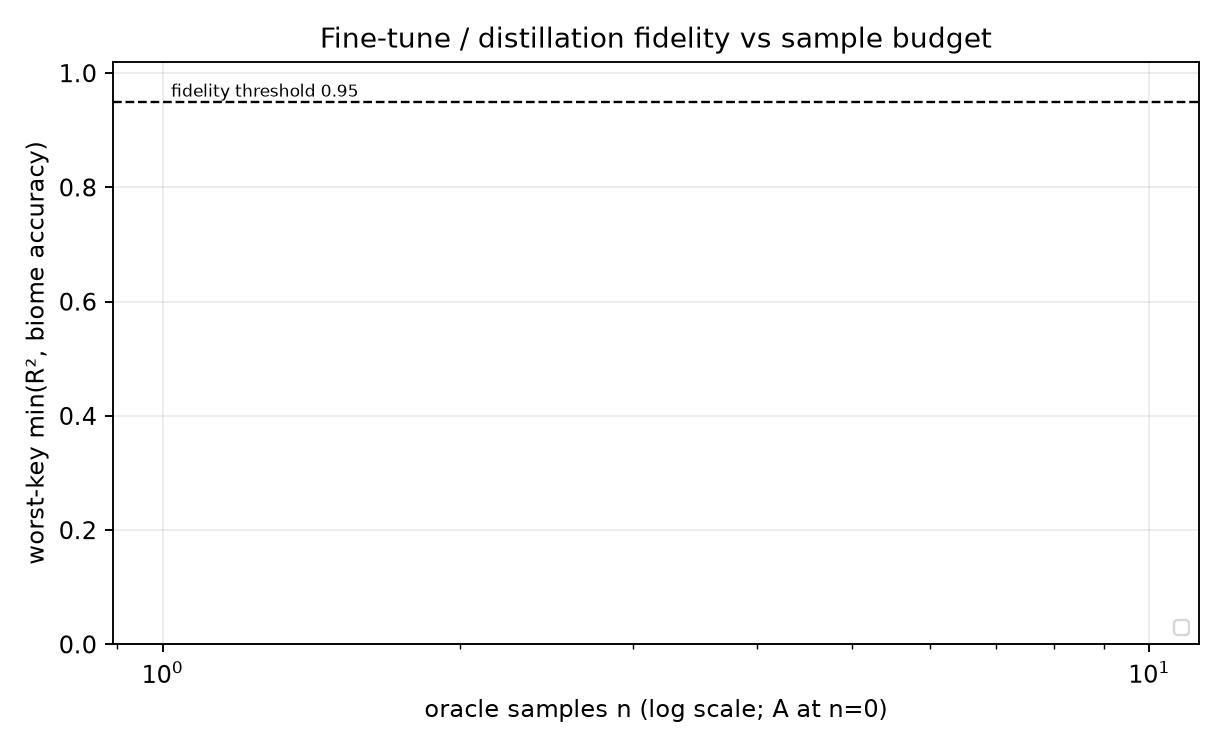 Fine-tune / distillation fidelity vs sample budget
worst-key min(R², biome accuracy)
1.0
0.8
0.6
0.4
0.2
0.0
fidelity threshold 0.95
10⁰
10¹
oracle samples n (log scale; A at n=0)